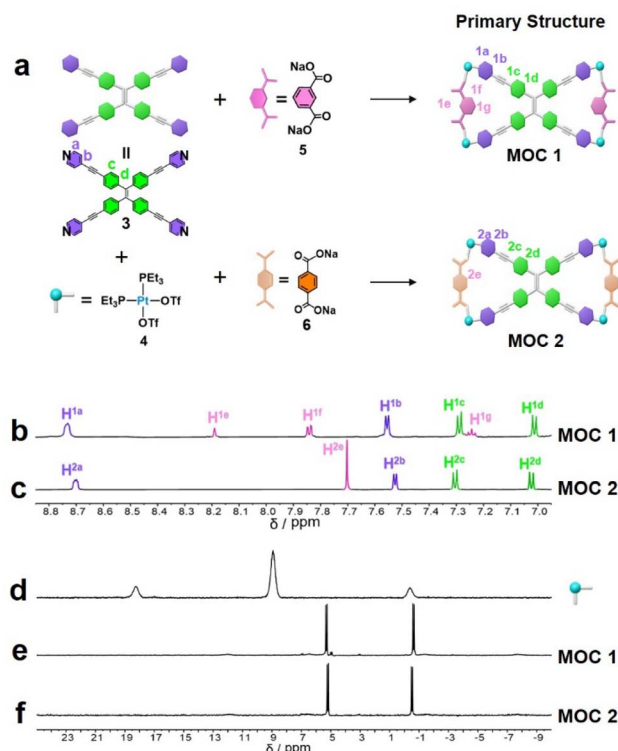 Primary Structure
a
+
=
NaO
O
O
NaO
5
1a
1b
1c
1d
1f
1e
1g
MOC 1
=
N
N
a
b
c
d
N
N
3
+
PEt₃
Et₃P-Pt-OTf
OTf
4
=
+
=
O
ONa
O
ONa
6
2a 2b
2c
2d
2e
MOC 2
b
H¹ᵃ
H¹ᵉ
H¹ᶠ
H¹ᵇ
H¹ᶜ
H¹ᵍ
H¹ᵈ
MOC 1
c
H²ᵃ
H²ᵉ
H²ᵇ
H²ᶜ
H²ᵈ
MOC 2
8.8 8.7 8.6 8.5 8.4 8.3 8.2 8.1 8.0 7.9 7.8 7.7 7.6 7.5 7.4 7.3 7.2 7.1 7.0
δ / ppm
d
e
MOC 1
f
MOC 2
23 21 19 17 15 13 11 9 7 5 3 1 -1 -3 -5 -7 -9
δ / ppm